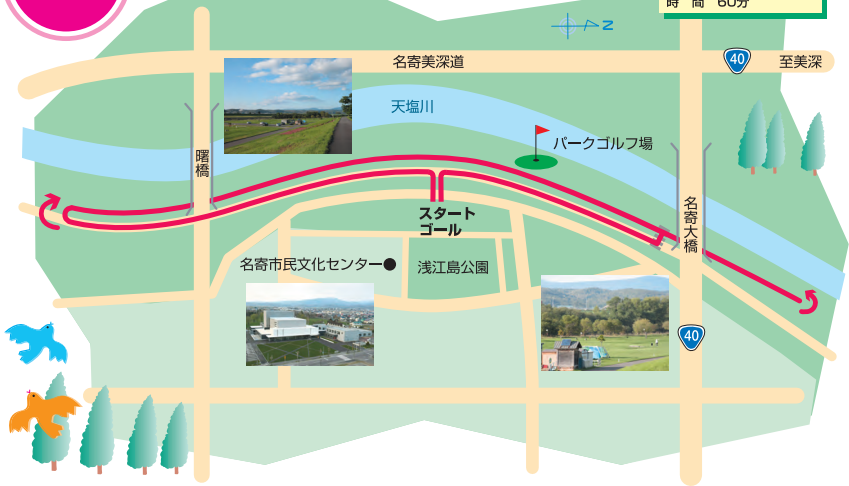 時　間　60分
N
名寄美深道
40
至美深
天塩川
パークゴルフ場
曙橋
スタート
ゴール
名寄大橋
名寄市民文化センター●
浅江島公園
40